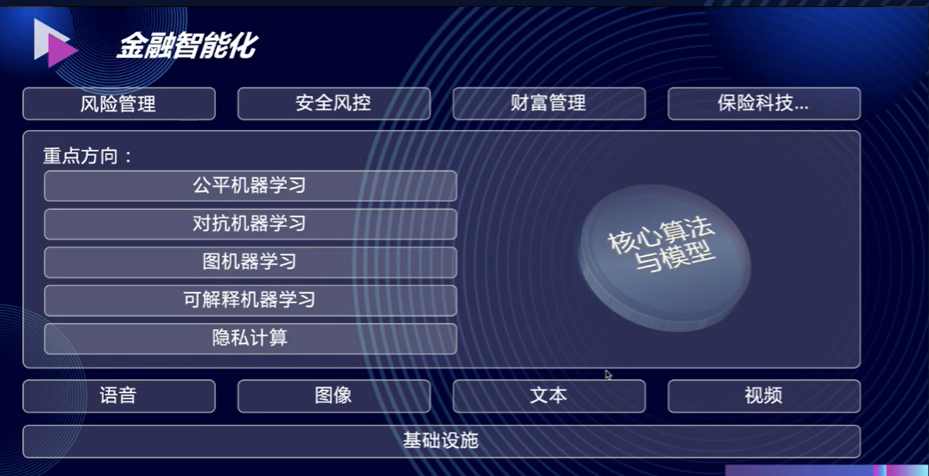 金融智能化
风险管理
安全风控
财富管理
保险科技...
重点方向：
公平机器学习
对抗机器学习
图机器学习
可解释机器学习
隐私计算
核心算法
与模型
语音
图像
文本
视频
基础设施